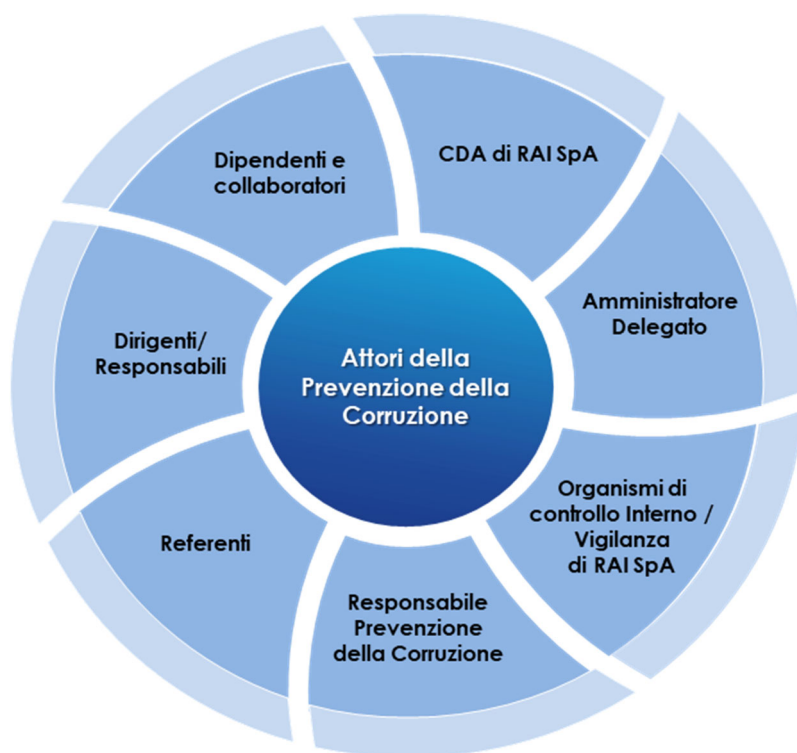 CDA di RAI SpA
Amministratore
Delegato
Organismi di
controllo Interno /
Vigilanza
di RAI SpA
Responsabile
Prevenzione
della Corruzione
Referenti
Dirigenti/
Responsabili
Dipendenti e
collaboratori
Attori della
Prevenzione della
Corruzione